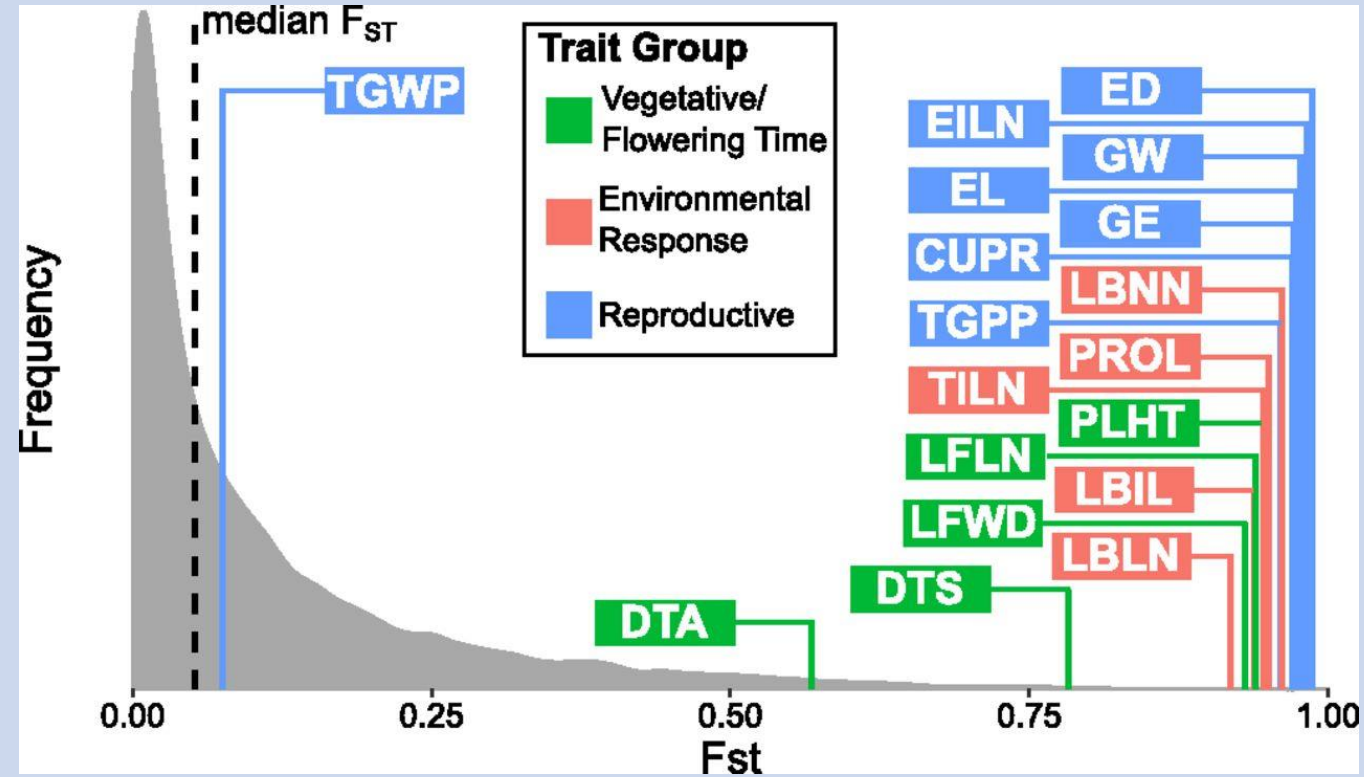 median FST
TGWP
Trait Group
Vegetative/
Flowering Time
Environmental
Response
Reproductive
ED
EILN
GW
EL
GE
CUPR
LBNN
TGPP
PROL
TILN
PLHT
LFLN
LBIL
LFWD
LBLN
DTS
DTA
Frequency
0.00 0.25 0.50 0.75 1.00
Fst